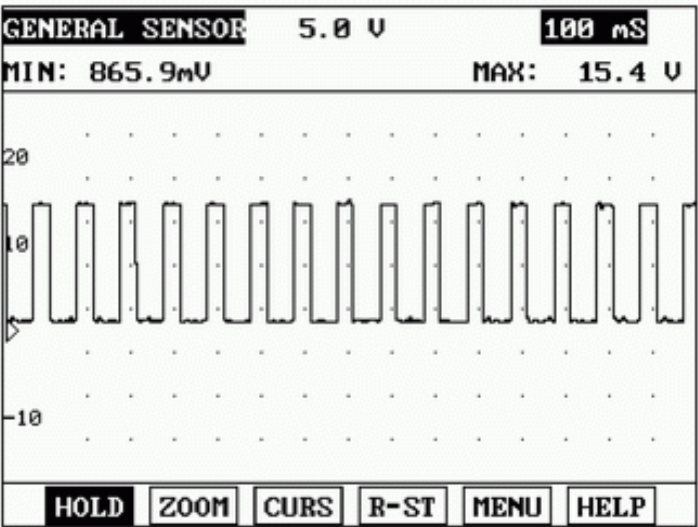 GENERAL SENSOR 5.0 V 100 mS
MIN: 865.9mV MAX: 15.4 V
20
10
-10
HOLD ZOOM CURS R-ST MENU HELP